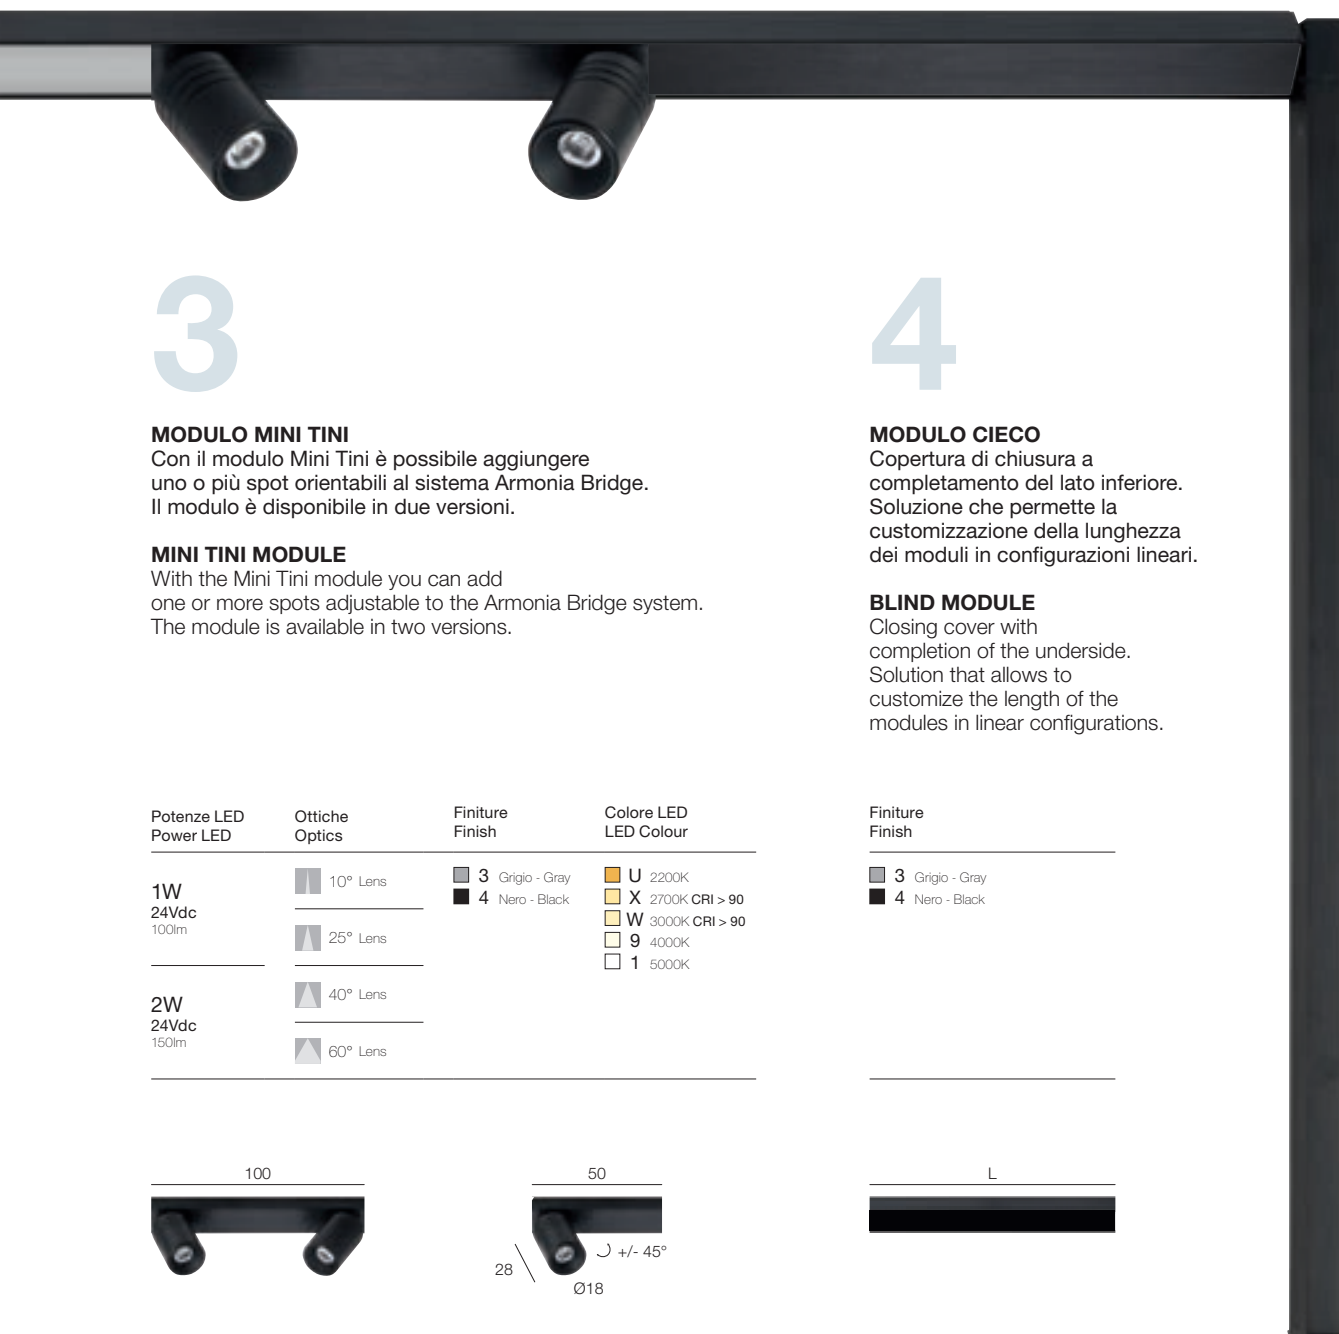 3
MODULO MINI TINI
Con il modulo Mini Tini è possibile aggiungere
uno o più spot orientabili al sistema Armonia Bridge.
Il modulo è disponibile in due versioni.
MINI TINI MODULE
With the Mini Tini module you can add
one or more spots adjustable to the Armonia Bridge system.
The module is available in two versions.
4
MODULO CIECO
Copertura di chiusura a
completamento del lato inferiore.
Soluzione che permette la
customizzazione della lunghezza
dei moduli in configurazioni lineari.
BLIND MODULE
Closing cover with
completion of the underside.
Solution that allows to
customize the length of the
modules in linear configurations.
Potenze LED
Power LED
1W
24Vdc
100lm
2W
24Vdc
150lm
Ottiche
Optics
10° Lens
25° Lens
40° Lens
60° Lens
Finiture
Finish
3 Grigio - Gray
4 Nero - Black
Colore LED
LED Colour
U 2200K
X 2700K CRI > 90
W 3000K CRI > 90
9 4000K
1 5000K
Finiture
Finish
3 Grigio - Gray
4 Nero - Black
100
50
28
+/- 45°
Ø18
L